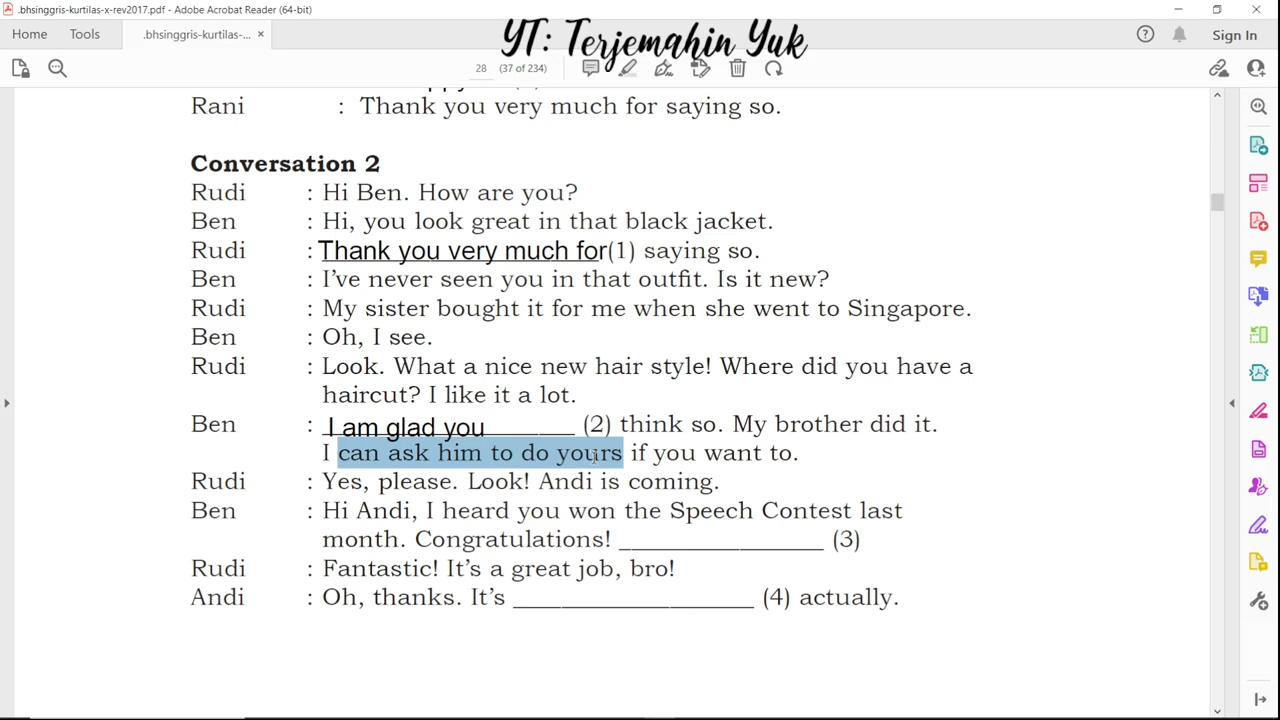 .bhsinggris-kurtilas-x-rev2017.pdf - Adobe Acrobat Reader (64-bit)
Home Tools .bhsinggris-kurtilas-... × Sign In
YT: Terjemahin Yuk
28 (37 of 234)
Rani : Thank you very much for saying so.
Conversation 2
Rudi : Hi Ben. How are you?
Ben : Hi, you look great in that black jacket.
Rudi : Thank you very much for(1) saying so.
Ben : I've never seen you in that outfit. Is it new?
Rudi : My sister bought it for me when she went to Singapore.
Ben : Oh, I see.
Rudi : Look. What a nice new hair style! Where did you have a
haircut? I like it a lot.
Ben : I am glad you______ (2) think so. My brother did it.
I can ask him to do yours if you want to.
Rudi : Yes, please. Look! Andi is coming.
Ben : Hi Andi, I heard you won the Speech Contest last
month. Congratulations! _________________ (3)
Rudi : Fantastic! It's a great job, bro!
Andi : Oh, thanks. It's ____________________ (4) actually.